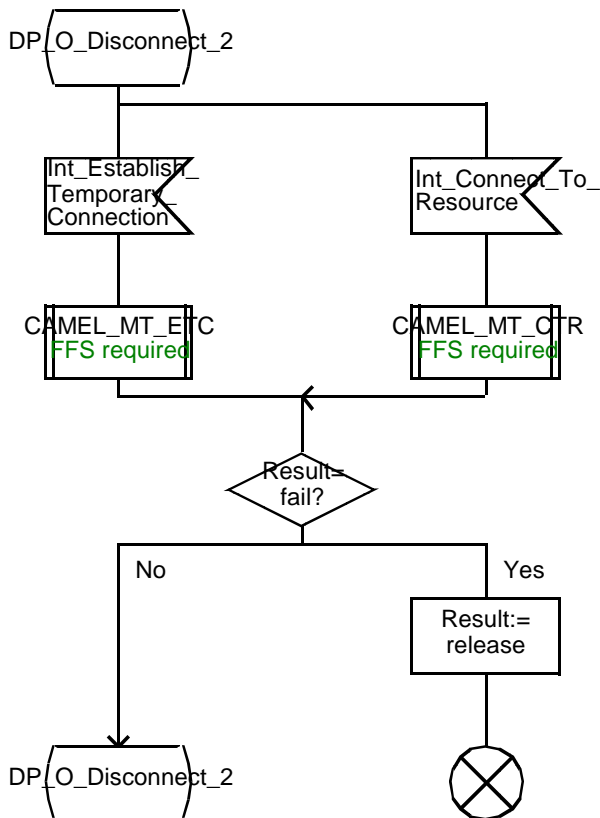 DP_O_Disconnect_2
Int_Establish_
Temporary_
Connection
Int_Connect_To_
Resource
CAMEL_MT_ETC
FFS required
CAMEL_MT_CTR
FFS required
Result=
fail?
No
Yes
Result:=
release
DP_O_Disconnect_2